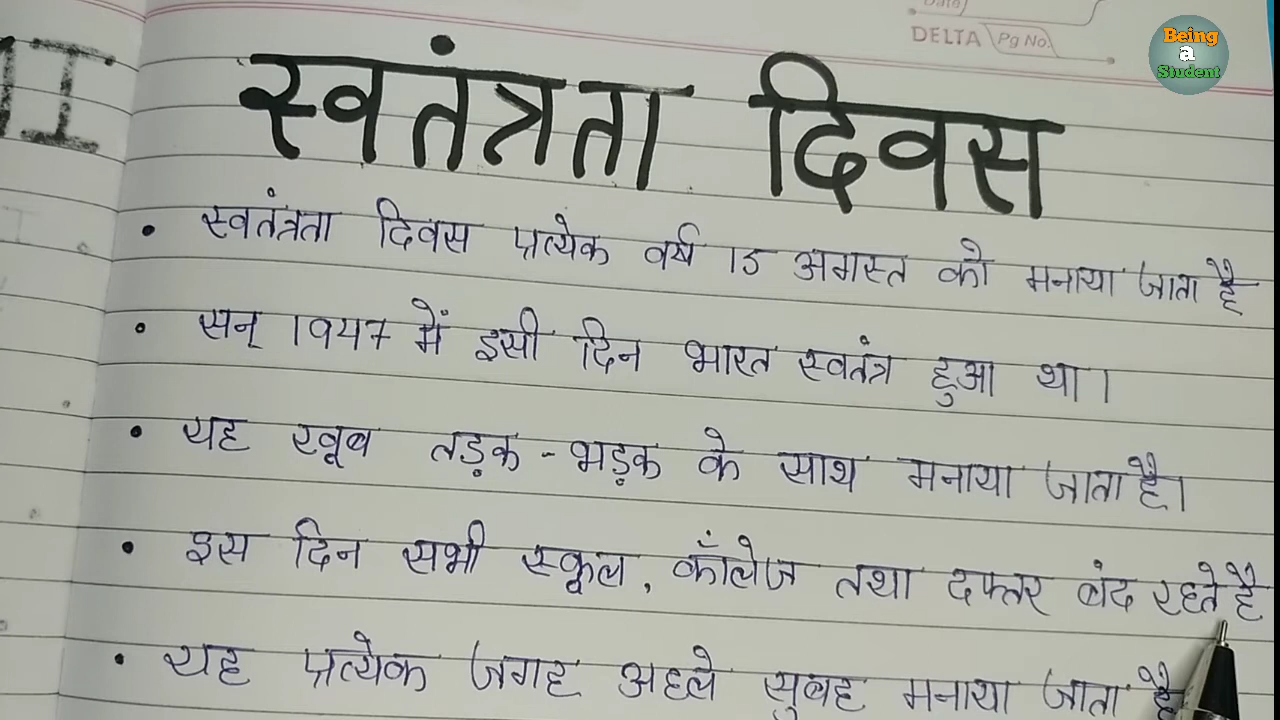 Date
DELTA Pg No.
Being
a
Student
स्वतंत्रता दिवस
• स्वतंत्रता दिवस प्रत्येक वर्ष 15 अगस्त को मनाया जाता है
• सन् 1947 में इसी दिन भारत स्वतंत्र हुआ था।
• यह खूब तड़क-भड़क के साथ मनाया जाता है।
• इस दिन सभी स्कूल, कॉंलेज तथा दफ्तर बंद रहते है
• यह प्रत्येक जगह अहले सुबह मनाया जाता है